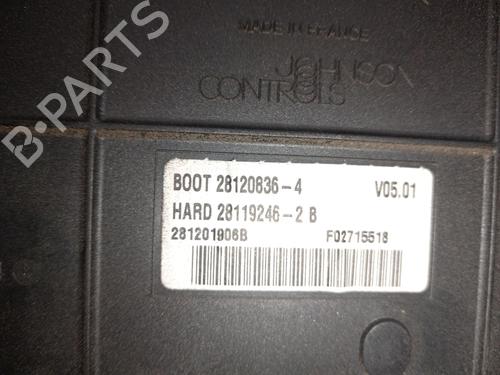 MADE IN FRANCE
JOHNSON
CONTROLS
B-PARTS
BOOT 28120836-4 V05.01
HARD 28119246-2 B
281201906B F02715518